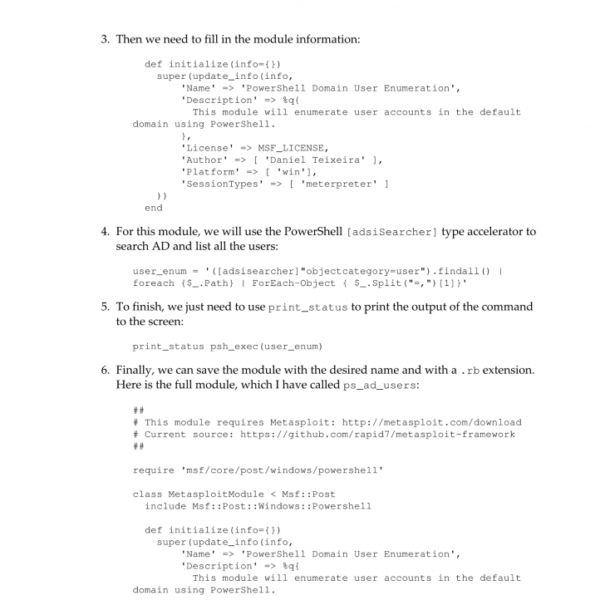 3. Then we need to fill in the module information:
def initialize(info={})
super(update_info(info,
'Name' => 'PowerShell Domain User Enumeration',
'Description' => %q{
This module will enumerate user accounts in the default
domain using PowerShell.
},
'License' => MSF_LICENSE,
'Author' => [ 'Daniel Teixeira' ],
'Platform' => [ 'win'],
'SessionTypes' => [ 'meterpreter' ]
))
end
4. For this module, we will use the PowerShell [adsiSearcher] type accelerator to
search AD and list all the users:
user_enum = '([adsisearcher]"objectcategory=user").findall() |
foreach {$_.Path} | ForEach-Object { $_.Split("=,")[1]}'
5. To finish, we just need to use print_status to print the output of the command
to the screen:
print_status psh_exec(user_enum)
6. Finally, we can save the module with the desired name and with a .rb extension.
Here is the full module, which I have called ps_ad_users:
##
# This module requires Metasploit: http://metasploit.com/download
# Current source: https://github.com/rapid7/metasploit-framework
##
require 'msf/core/post/windows/powershell'
class MetasploitModule < Msf::Post
include Msf::Post::Windows::Powershell
def initialize(info={})
super(update_info(info,
'Name' => 'PowerShell Domain User Enumeration',
'Description' => %q{
This module will enumerate user accounts in the default
domain using PowerShell.